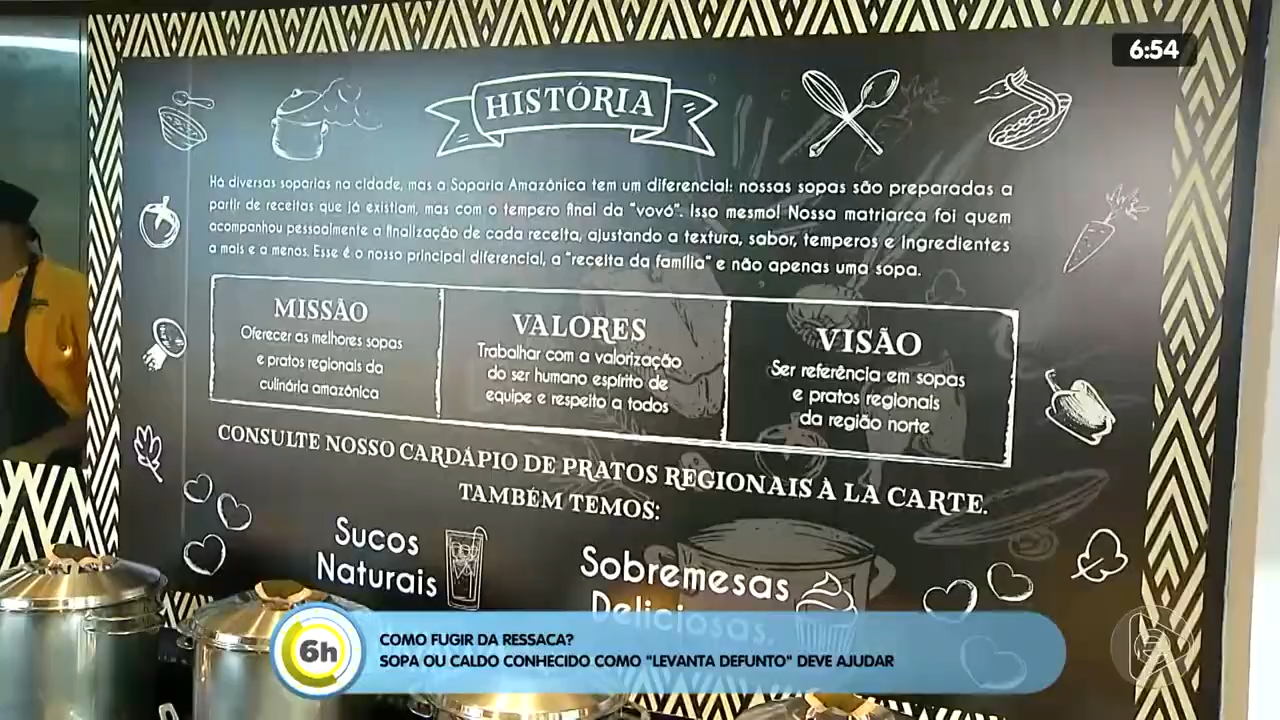 6:54
HISTÓRIA
Há diversas soparias na cidade, mas a Soparia Amazônica tem um diferencial: nossas sopas são preparadas a
partir de receitas que já existiam, mas com o tempero final da "vovó". Isso mesmo! Nossa matriarca foi quem
acompanhou pessoalmente a finalização de cada receita, ajustando a textura, sabor, temperos e ingredientes
a mais e a menos. Esse é o nosso principal diferencial, a "receita da família" e não apenas uma sopa.
MISSÃO
Oferecer as melhores sopas
e pratos regionais da
culinária amazônica
VALORES
Trabalhar com a valorização
do ser humano espírito de
equipe e respeito a todos
VISÃO
Ser referência em sopas
e pratos regionais
da região norte
CONSULTE NOSSO CARDÁPIO DE PRATOS REGIONAIS À LA CARTE.
TAMBÉM TEMOS:
Sucos
Naturais
Sobremesas
Deliciosas.
6h
COMO FUGIR DA RESSACA?
SOPA OU CALDO CONHECIDO COMO "LEVANTA DEFUNTO" DEVE AJUDAR